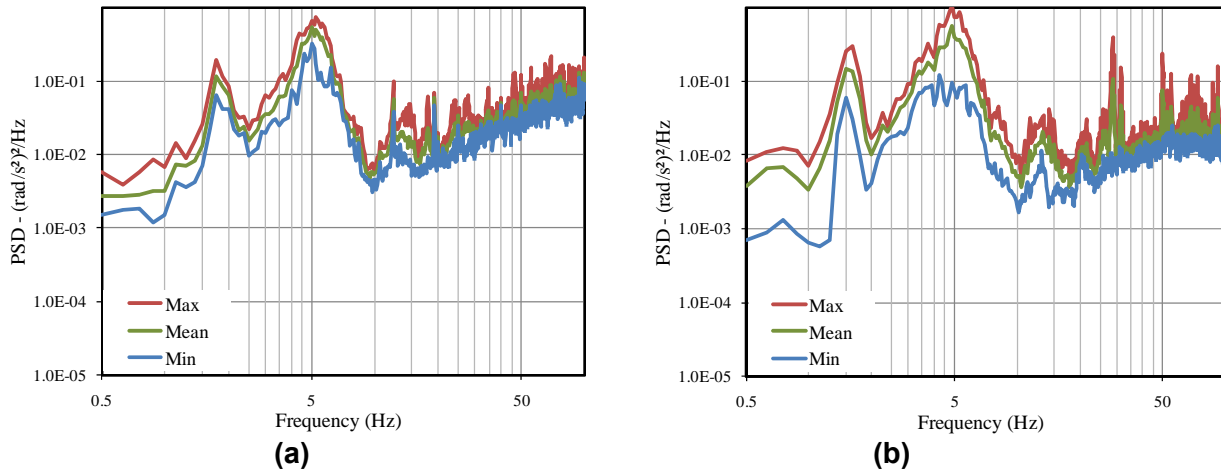 PSD - (rad/s²)²/Hz
1.0E-01
1.0E-02
1.0E-03
1.0E-04
1.0E-05
Max
Mean
Min
0.5
5
50
Frequency (Hz)
(a)
PSD - (rad/s²)²/Hz
1.0E-01
1.0E-02
1.0E-03
1.0E-04
1.0E-05
Max
Mean
Min
0.5
5
50
Frequency (Hz)
(b)